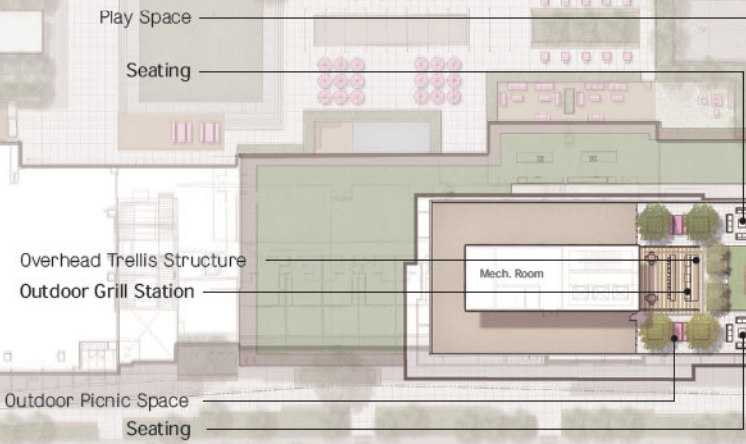 Play Space
Seating
Overhead Trellis Structure
Mech. Room
Outdoor Grill Station
Outdoor Picnic Space
Seating